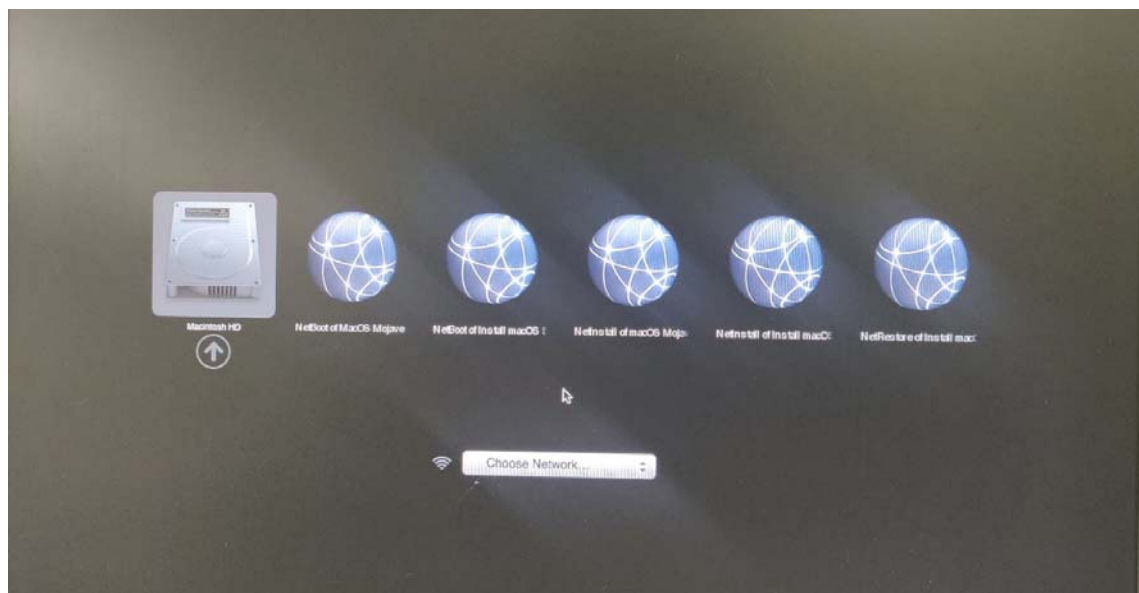 Macintosh HD
NetBoot of MacOS Mojave
NetBoot of Install macOS
NetInstall of macOS Moja
NetInstall of Install macO
NetRestore of Install mac
Choose Network...